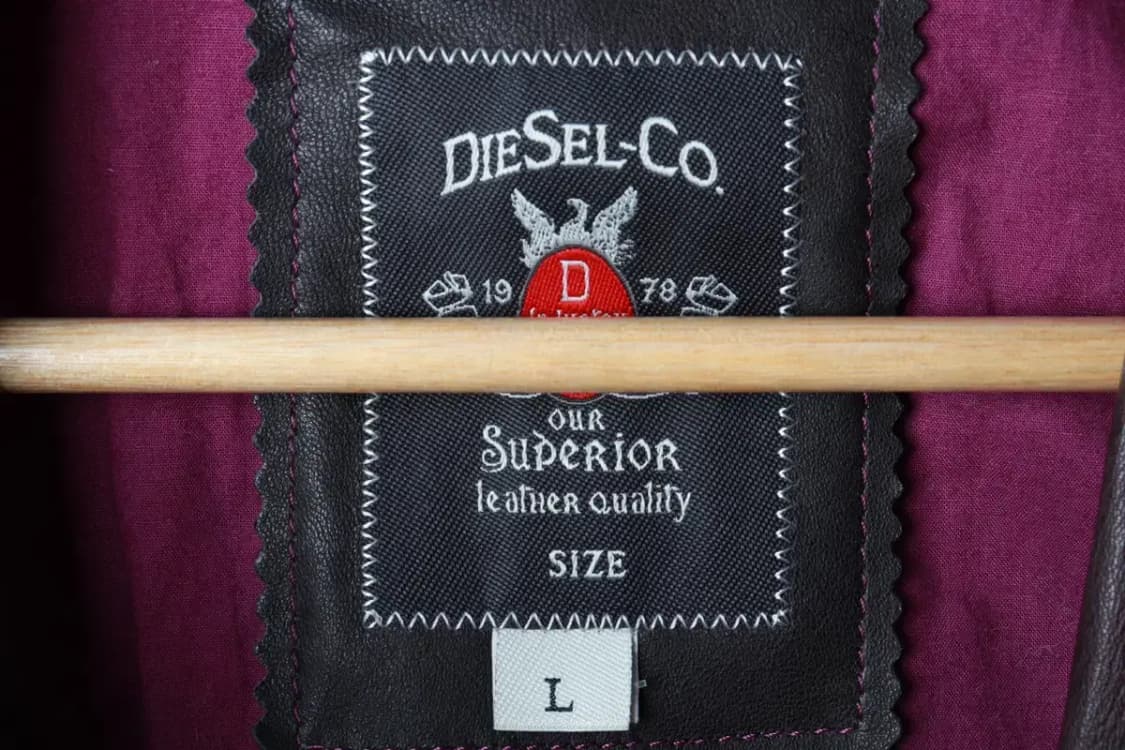 DIESEL-CO.
D
19 78
OUR
SUPERIOR
leather quality
SIZE
L